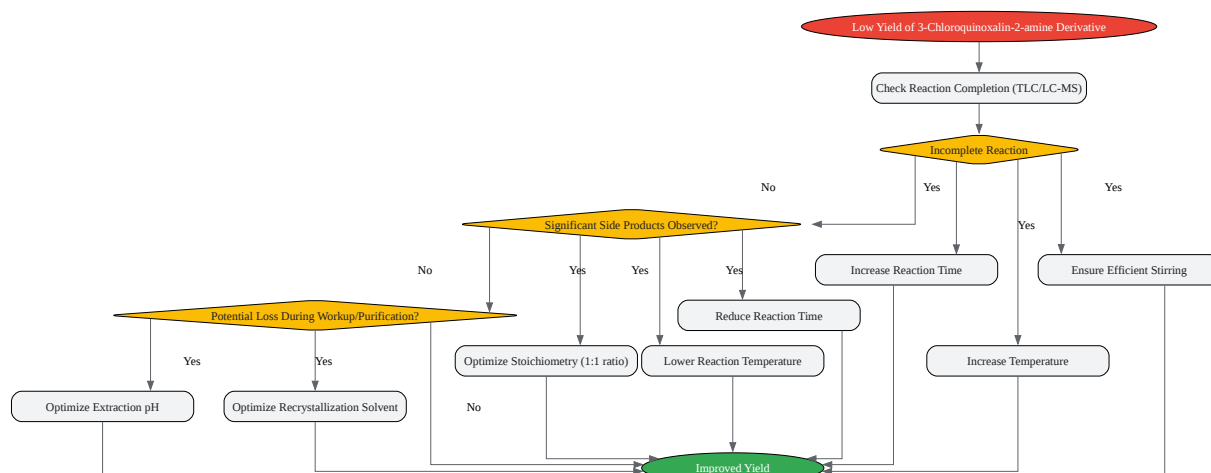 Low Yield of 3-Chloroquinoxalin-2-amine Derivative
Check Reaction Completion (TLC/LC-MS)
Incomplete Reaction
No
Yes
Yes
Significant Side Products Observed?
Yes
No
Yes
Yes
Yes
Increase Reaction Time
Ensure Efficient Stirring
Potential Loss During Workup/Purification?
Reduce Reaction Time
Yes
Yes
Optimize Stoichiometry (1:1 ratio)
Lower Reaction Temperature
Increase Temperature
Optimize Extraction pH
Optimize Recrystallization Solvent
No
Improved Yield